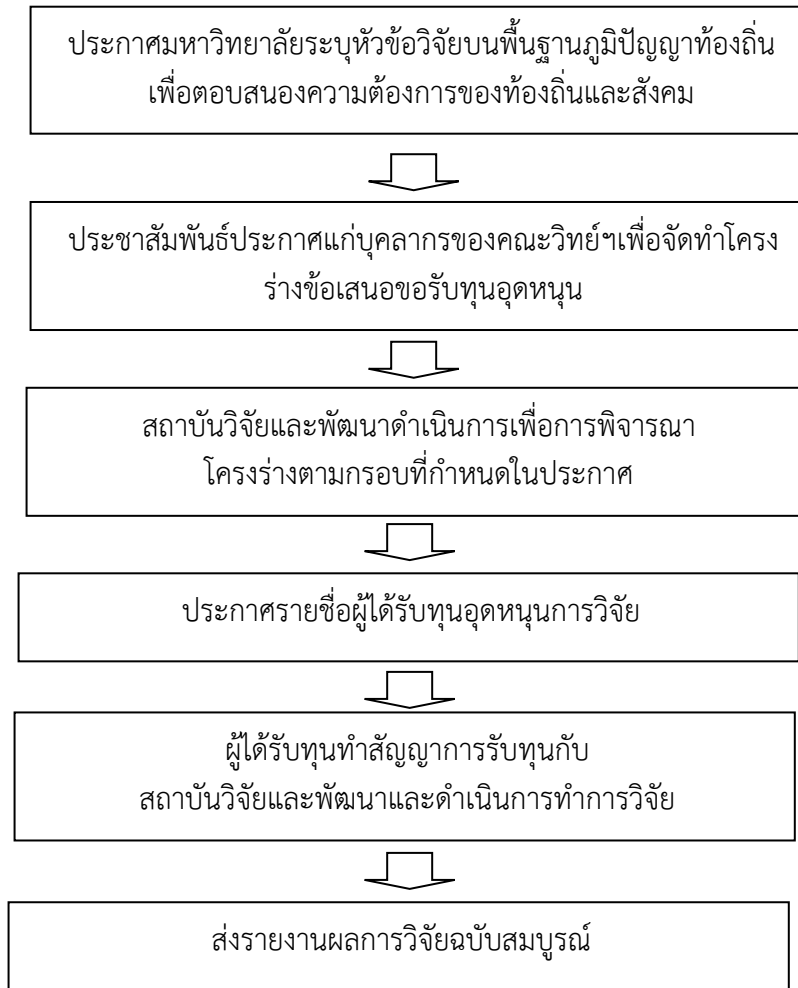 ประกาศมหาวิทยาลัยระบุหัวข้อวิจัยบนพื้นฐานภูมิปัญญาท้องถิ่น
เพื่อตอบสนองความต้องการของท้องถิ่นและสังคม
ประชาสัมพันธ์ประกาศแก่บุคลากรของคณะวิทย์ฯเพื่อจัดทำโครง
ร่างข้อเสนอขอรับทุนอุดหนุน
สถาบันวิจัยและพัฒนาดำเนินการเพื่อการพิจารณา
โครงร่างตามกรอบที่กำหนดในประกาศ
ประกาศรายชื่อผู้ได้รับทุนอุดหนุนการวิจัย
ผู้ได้รับทุนทำสัญญาการรับทุนกับ
สถาบันวิจัยและพัฒนาและดำเนินการทำการวิจัย
ส่งรายงานผลการวิจัยฉบับสมบูรณ์